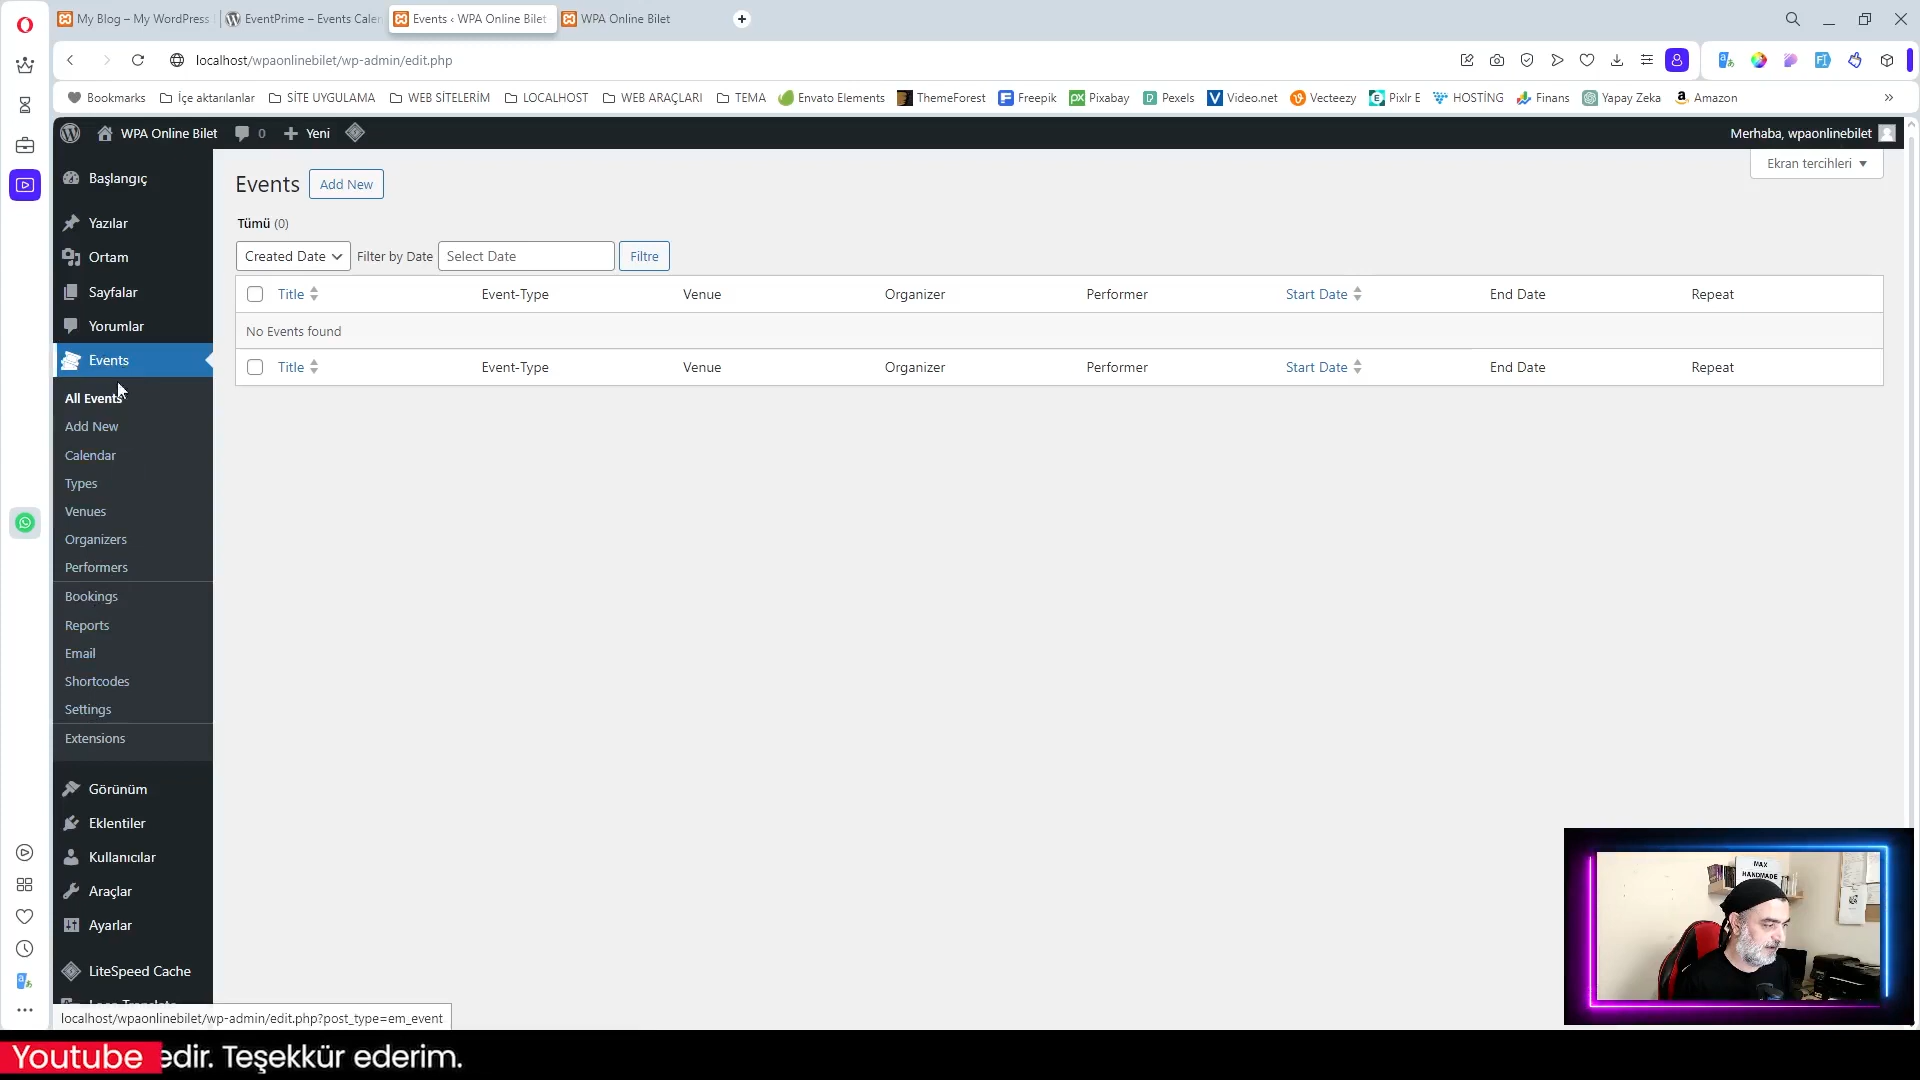 My Blog – My WordPress
EventPrime – Events Cale
Events ‹ WPA Online Bilet
WPA Online Bilet
localhost/wpaonlinebilet/wp-admin/edit.php
Bookmarks
İçe aktarılanlar
SİTE UYGULAMA
WEB SİTELERİM
LOCALHOST
WEB ARAÇLARI
TEMA
Envato Elements
ThemeForest
Freepik
Pixabay
Pexels
Video.net
Vecteezy
Pixlr E
HOSTİNG
Finans
Yapay Zeka
Amazon
WPA Online Bilet
0
Yeni
Merhaba, wpaonlinebilet
Ekran tercihleri
Başlangıç
Yazılar
Ortam
Sayfalar
Yorumlar
Events
All Events
Add New
Calendar
Types
Venues
Organizers
Performers
Bookings
Reports
Email
Shortcodes
Settings
Extensions
Görünüm
Eklentiler
Kullanıcılar
Araçlar
Ayarlar
LiteSpeed Cache
Events
Add New
Tümü (0)
Created Date
Filter by Date
Select Date
Filtre
Title Event-Type Venue Organizer Performer Start Date End Date Repeat
No Events found
Title Event-Type Venue Organizer Performer Start Date End Date Repeat
MAX
HANDMADE
localhost/wpaonlinebilet/wp-admin/edit.php?post_type=em_event
Youtube
edir. Teşekkür ederim.